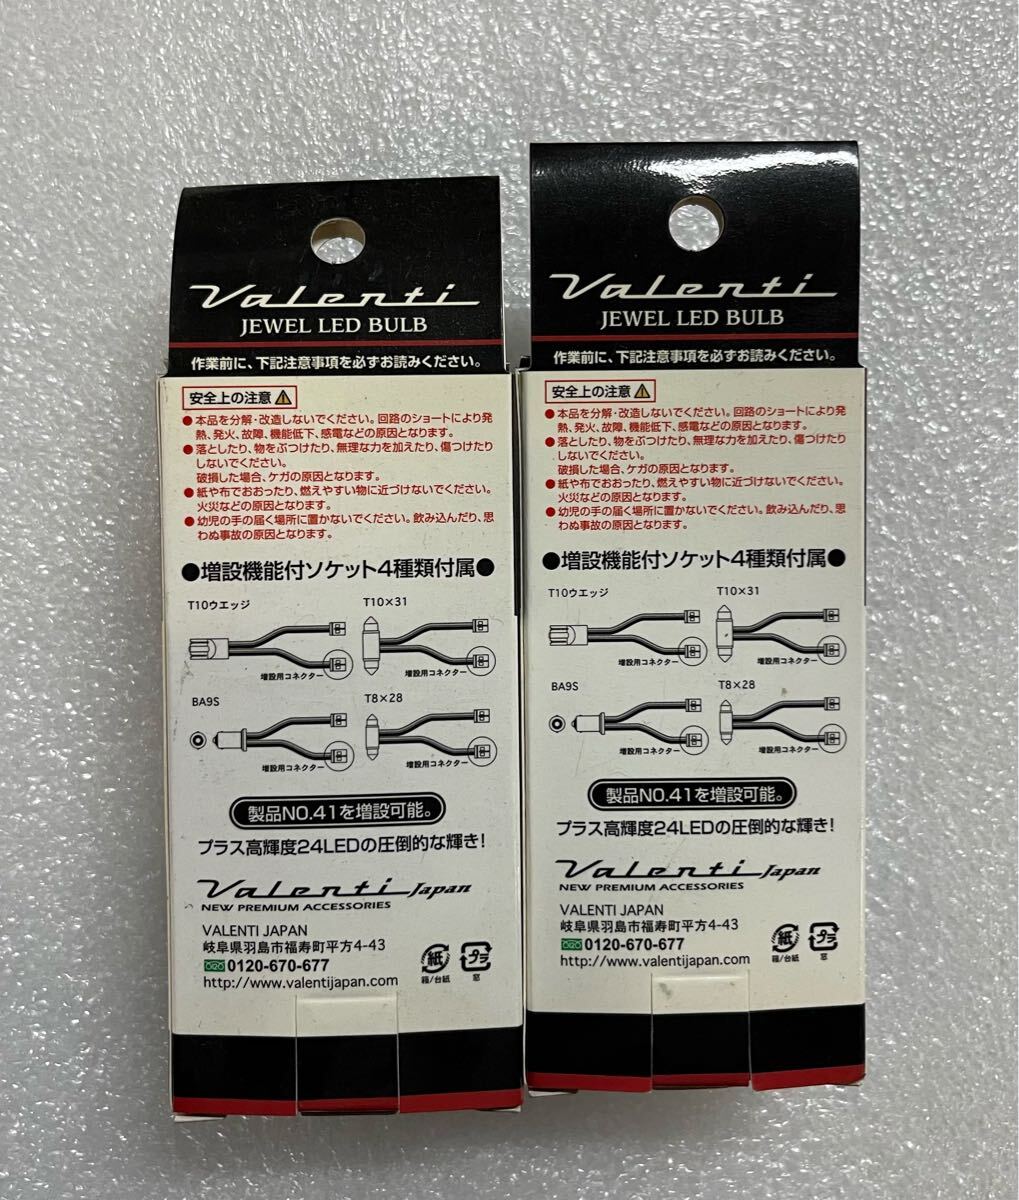 Valenti
JEWEL LED BULB
作業前に、下記注意事項を必ずお読みください。
安全上の注意
●本品を分解・改造しないでください。回路のショートにより発
熱、発火、故障、機能低下、感電などの原因となります。
●落としたり、物をぶつけたり、無理な力を加えたり、傷つけたり
しないでください。
破損した場合、ケガの原因となります。
●紙や布でおおったり、燃えやすい物に近づけないでください。
火災などの原因となります。
●幼児の手の届く場所に置かないでください。飲み込んだり、思
わぬ事故の原因となります。
●増設機能付ソケット4種類付属●
T10ウエッジ
T10×31
増設用コネクター
増設用コネクター
BA9S
T8×28
増設用コネクター
増設用コネクター
製品NO.41を増設可能。
プラス高輝度24LEDの圧倒的な輝き!
Valenti Japan
NEW PREMIUM ACCESSORIES
VALENTI JAPAN
岐阜県羽島市福寿町平方4-43
0120-670-677
http://www.valentijapan.com
紙
箱/台紙
プラ
窓
Valenti
JEWEL LED BULB
作業前に、下記注意事項を必ずお読みください。
安全上の注意
●本品を分解・改造しないでください。回路のショートにより発
熱、発火、故障、機能低下、感電などの原因となります。
●落としたり、物をぶつけたり、無理な力を加えたり、傷つけたり
しないでください。
破損した場合、ケガの原因となります。
●紙や布でおおったり、燃えやすい物に近づけないでください。
火災などの原因となります。
●幼児の手の届く場所に置かないでください。飲み込んだり、思
わぬ事故の原因となります。
●増設機能付ソケット4種類付属●
T10ウエッジ
T10×31
増設用コネクター
増設用コネクター
BA9S
T8×28
増設用コネクター
増設用コネクター
製品NO.41を増設可能。
プラス高輝度24LEDの圧倒的な輝き!
Valenti Japan
NEW PREMIUM ACCESSORIES
VALENTI JAPAN
岐阜県羽島市福寿町平方4-43
0120-670-677
http://www.valentijapan.com
紙
箱/台紙
プラ
窓